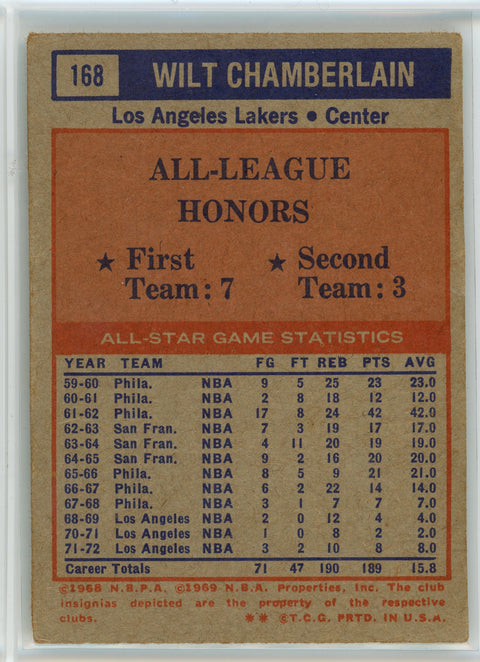 168 WILT CHAMBERLAIN
Los Angeles Lakers • Center
ALL-LEAGUE
HONORS
★ First ★ Second
Team: 7 Team: 3
ALL-STAR GAME STATISTICS
YEAR TEAM FG FT REB PTS AVG
59-60 Phila. NBA 9 5 25 23 23.0
60-61 Phila. NBA 2 8 18 12 12.0
61-62 Phila. NBA 17 8 24 42 42.0
62-63 San Fran. NBA 7 3 19 17 17.0
63-64 San Fran. NBA 4 11 20 19 19.0
64-65 San Fran. NBA 9 2 16 20 20.0
65-66 Phila. NBA 8 5 9 21 21.0
66-67 Phila. NBA 6 2 22 14 14.0
67-68 Phila. NBA 3 1 7 7 7.0
68-69 Los Angeles NBA 2 0 12 4 4.0
70-71 Los Angeles NBA 1 0 8 2 2.0
71-72 Los Angeles NBA 3 2 10 8 8.0
Career Totals 71 47 190 189 15.8
©1968 N.B.P.A. ©1969 N.B.A. Properties, Inc. The club
insignias depicted are the property of the respective
clubs. ** ©T.C.G. PRTD. IN U.S.A.